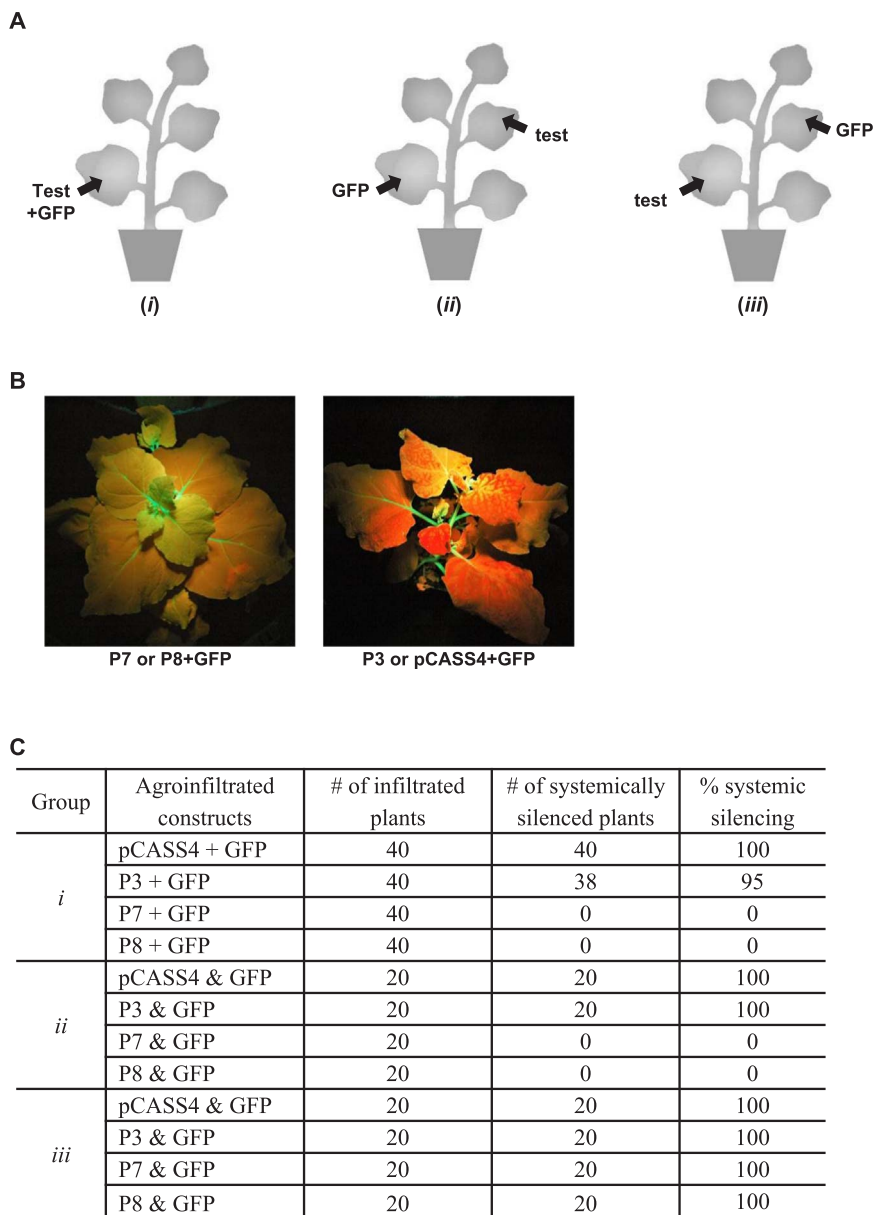 A
Test
+GFP
GFP
test
test
GFP
(i)
(ii)
(iii)
B
P7 or P8+GFP
P3 or pCASS4+GFP
C
Group
Agroinfiltrated constructs
# of infiltrated plants
# of systemically silenced plants
% systemic silencing
i
pCASS4 + GFP 40 40 100
P3 + GFP 40 38 95
P7 + GFP 40 0 0
P8 + GFP 40 0 0
ii
pCASS4 & GFP 20 20 100
P3 & GFP 20 20 100
P7 & GFP 20 0 0
P8 & GFP 20 0 0
iii
pCASS4 & GFP 20 20 100
P3 & GFP 20 20 100
P7 & GFP 20 20 100
P8 & GFP 20 20 100